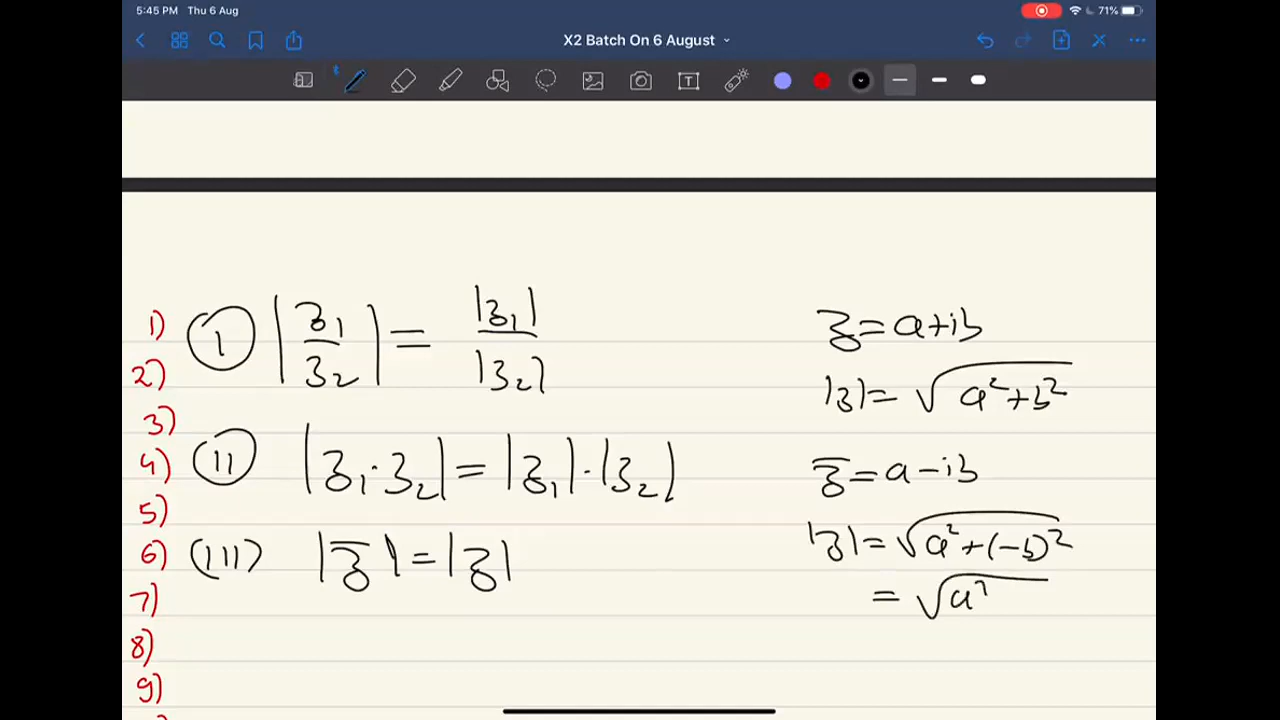 5:45 PM Thu 6 Aug 71%
X2 Batch On 6 August
1)
2)
3)
4)
5)
6)
7)
8)
9)
(I) |z₁/z₂| = |z₁|/|z₂|
(II) |z₁·z₂| = |z₁|·|z₂|
(III) |z̅| = |z|
z = a+ib
|z| = √(a²+b²)
z̅ = a-ib
|z̅| = √(a²+(-b)²)
= √a²